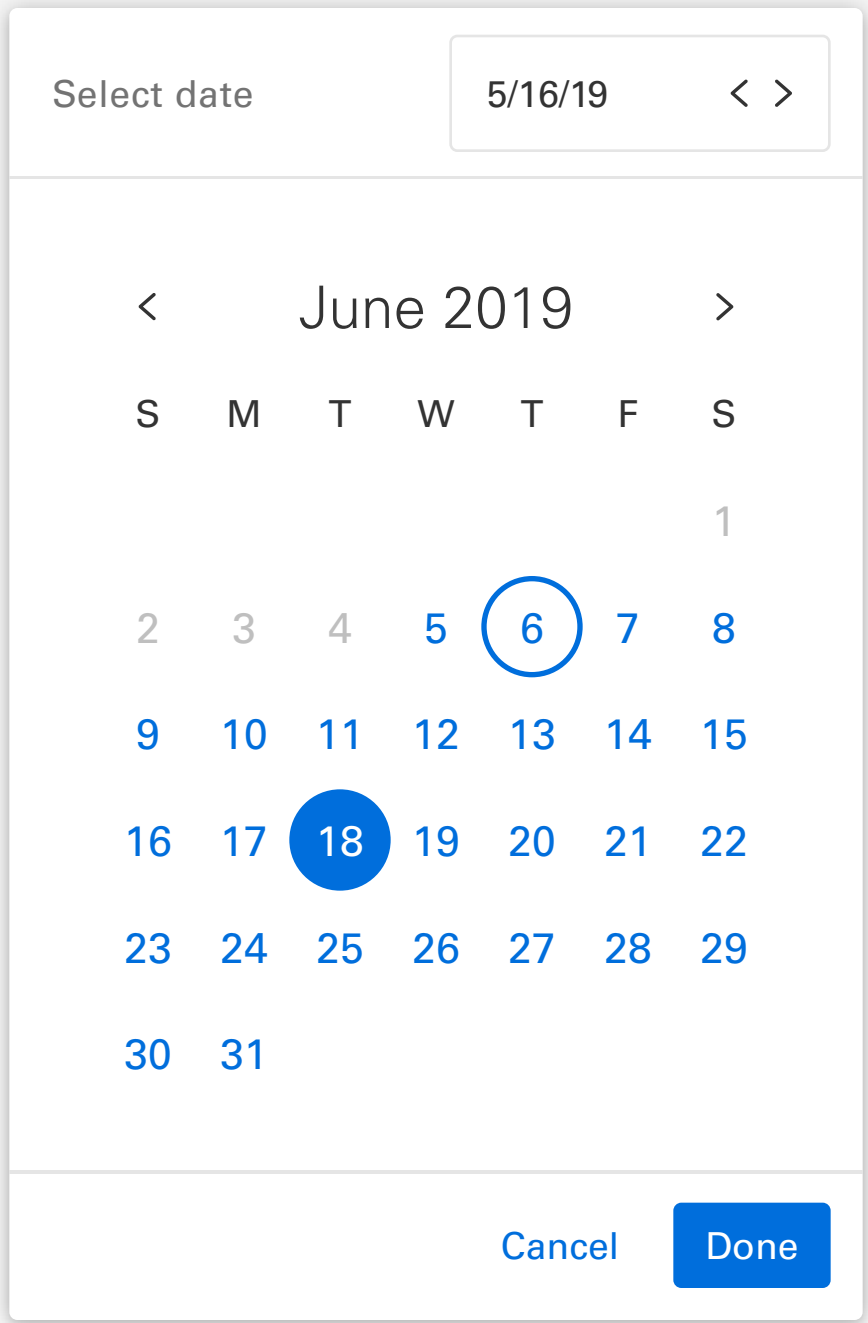 Select date 5/16/19 < >
< June 2019 >
S M T W T F S
1
2 3 4 5 6 7 8
9 10 11 12 13 14 15
16 17 18 19 20 21 22
23 24 25 26 27 28 29
30 31
Cancel Done